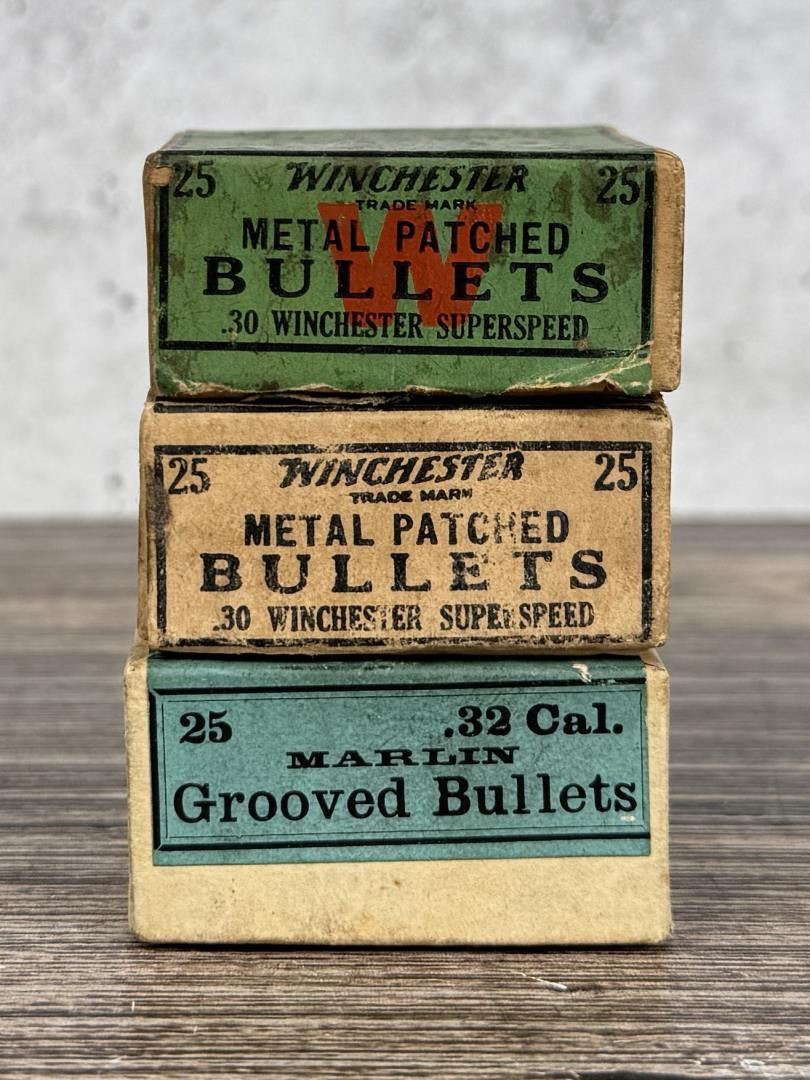 25 WINCHESTER 25
TRADE MARK
W
METAL PATCHED
BULLETS
.30 WINCHESTER SUPERSPEED
25 WINCHESTER 25
TRADE MARK
METAL PATCHED
BULLETS
.30 WINCHESTER SUPERSPEED
25 .32 Cal.
MARLIN
Grooved Bullets